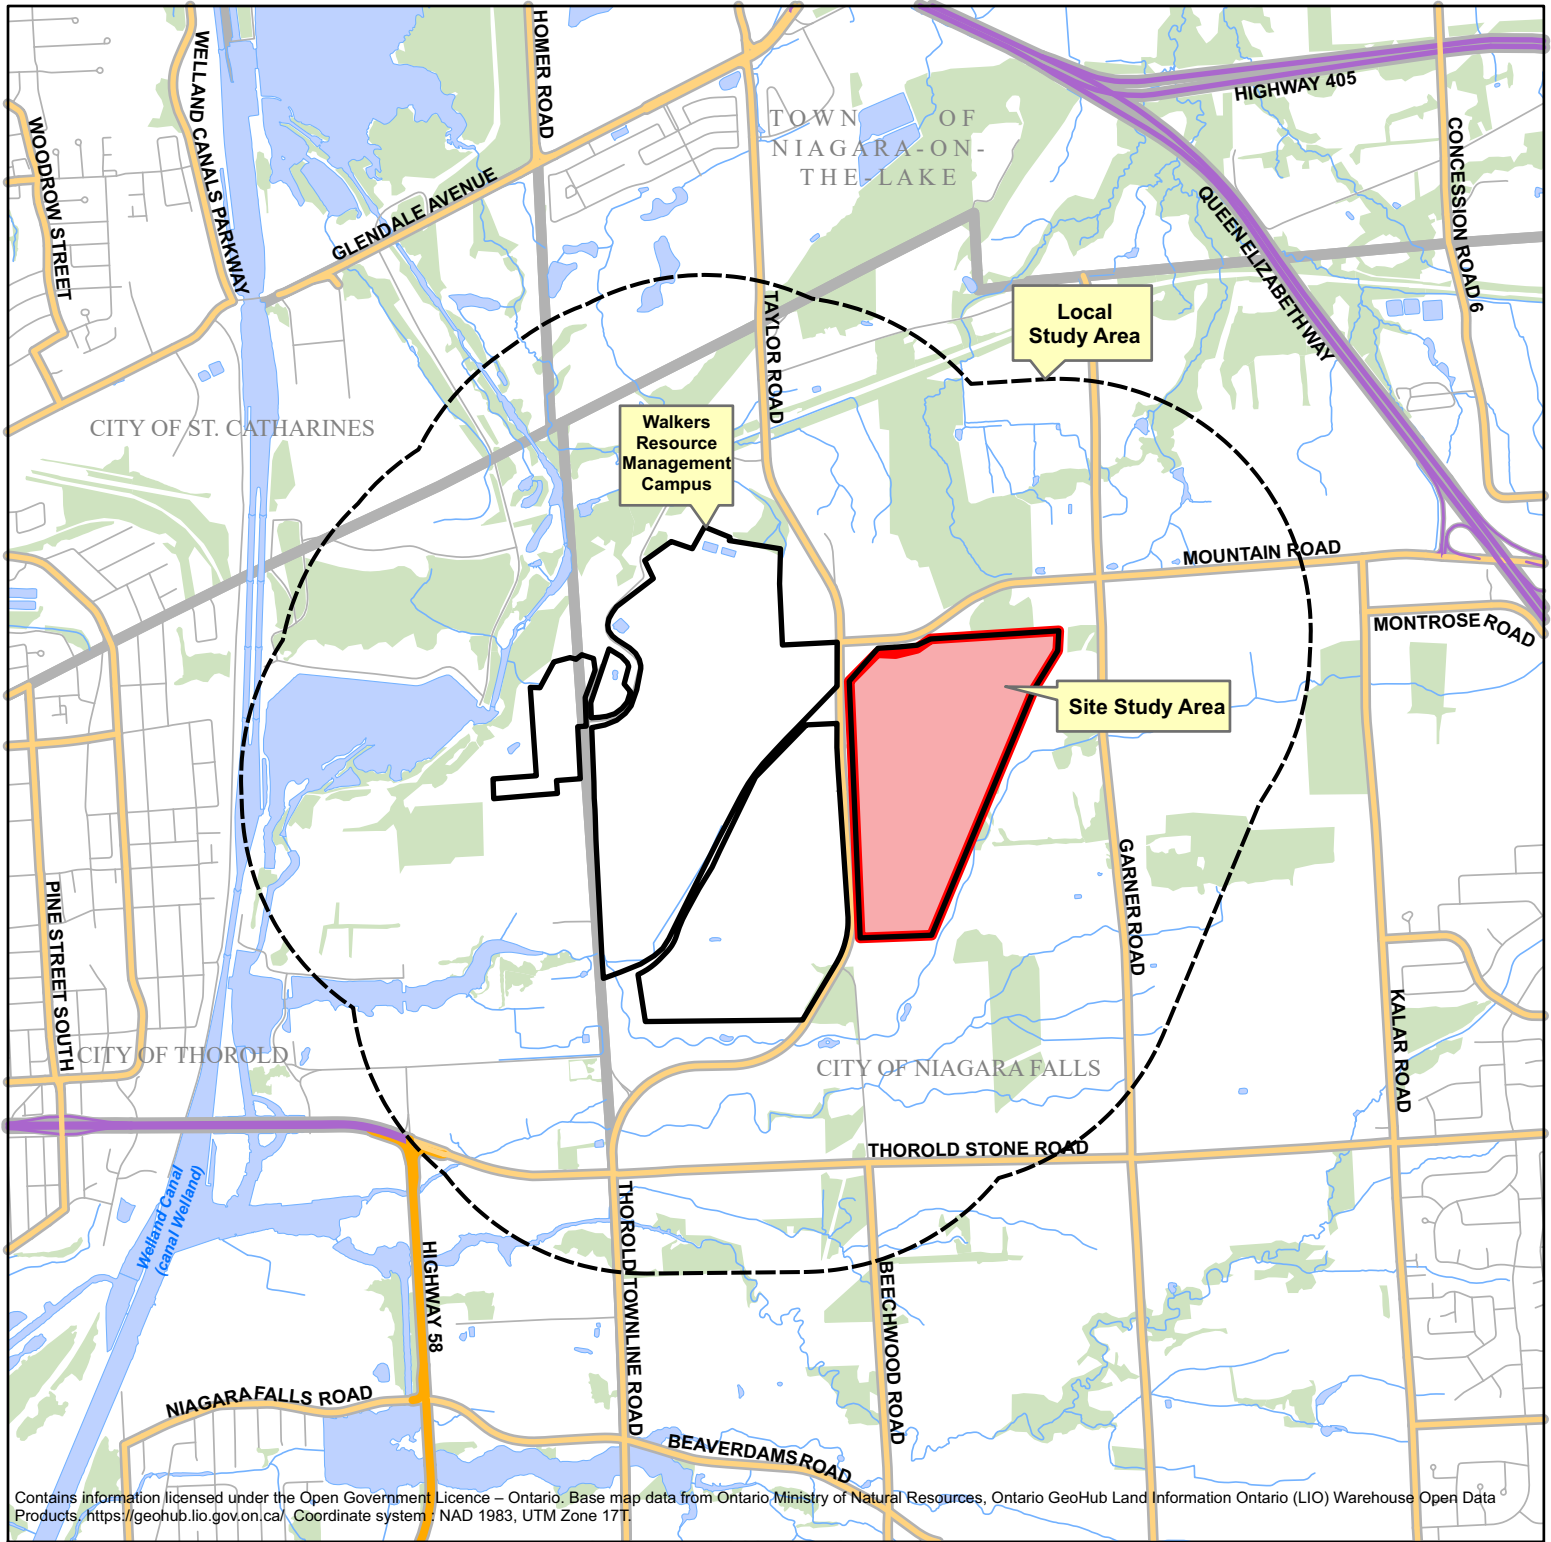 HOMER ROAD
WELLAND CANALS PARKWAY
WOODROW STREET
GLENDALE AVENUE
TOWN OF
NIAGARA-ON-
THE-LAKE
HIGHWAY 405
CONCESSION ROAD 6
QUEEN ELIZABETH WAY
Local
Study Area
TAYLOR ROAD
CITY OF ST. CATHARINES
Walkers
Resource
Management
Campus
MOUNTAIN ROAD
MONTROSE ROAD
Site Study Area
GARNER ROAD
PINE STREET SOUTH
KALAR ROAD
CITY OF THOROLD
CITY OF NIAGARA FALLS
THOROLD STONE ROAD
Welland Canal
(canal Welland)
HIGHWAY 58
THOROLD TOWNLINE ROAD
BEECHWOOD ROAD
NIAGARA FALLS ROAD
BEAVERDAMS ROAD
Contains information licensed under the Open Government Licence – Ontario. Base map data from Ontario Ministry of Natural Resources, Ontario GeoHub Land Information Ontario (LIO) Warehouse Open Data
Products. https://geohub.lio.gov.on.ca/ Coordinate system : NAD 1983, UTM Zone 17T.